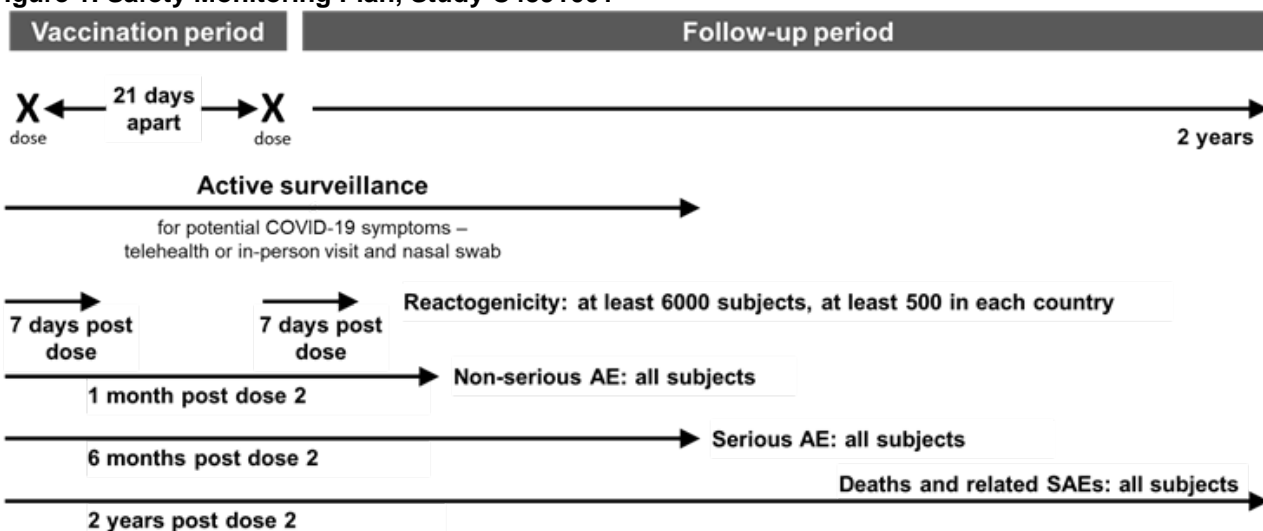 Vaccination period
Follow-up period
X
21 days
apart
X
dose
dose
2 years
Active surveillance
for potential COVID-19 symptoms –
telehealth or in-person visit and nasal swab
Reactogenicity: at least 6000 subjects, at least 500 in each country
7 days post
dose
7 days post
dose
Non-serious AE: all subjects
1 month post dose 2
Serious AE: all subjects
6 months post dose 2
Deaths and related SAEs: all subjects
2 years post dose 2